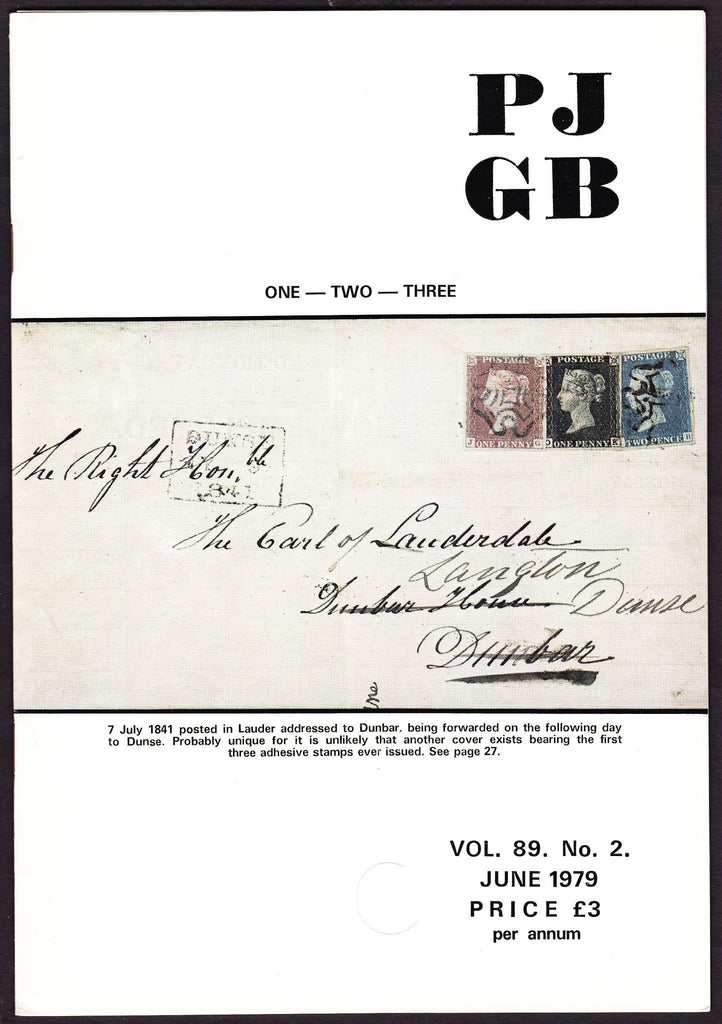 PJ
GB
ONE — TWO — THREE
POSTAGE POSTAGE POSTAGE
J ONE PENNY ONE PENNY TWO PENCE
DUNSE
1841
The Right Hon.ble
The Earl of Lauderdale
Langton
Dunbar House Dunse
Dunbar
7 July 1841 posted in Lauder addressed to Dunbar, being forwarded on the following day
to Dunse. Probably unique for it is unlikely that another cover exists bearing the first
three adhesive stamps ever issued. See page 27.
VOL. 89. No. 2.
JUNE 1979
PRICE £3
per annum